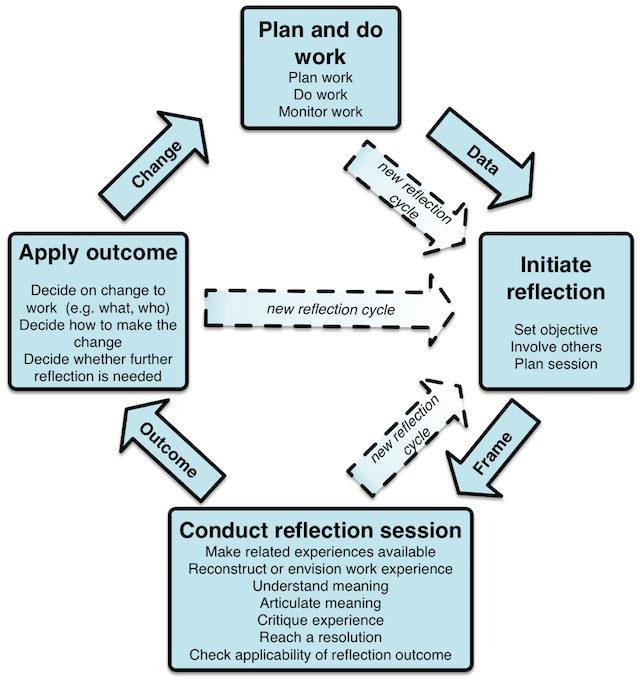 Plan and do
work
Plan work
Do work
Monitor work
Change
Data
new reflection
cycle
Apply outcome
Decide on change to
work (e.g. what, who)
Decide how to make the
change
Decide whether further
reflection is needed
new reflection cycle
Initiate
reflection
Set objective
Involve others
Plan session
Outcome
new reflection
cycle
Frame
Conduct reflection session
Make related experiences available
Reconstruct or envision work experience
Understand meaning
Articulate meaning
Critique experience
Reach a resolution
Check applicability of reflection outcome